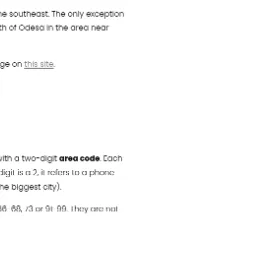 he southeast. The only exception
th of Odesa in the area near
ge on this site.
with a two-digit area code. Each
digit is a 2, it refers to a phone
he biggest city).
66-68, 73 or 91-99. They are not